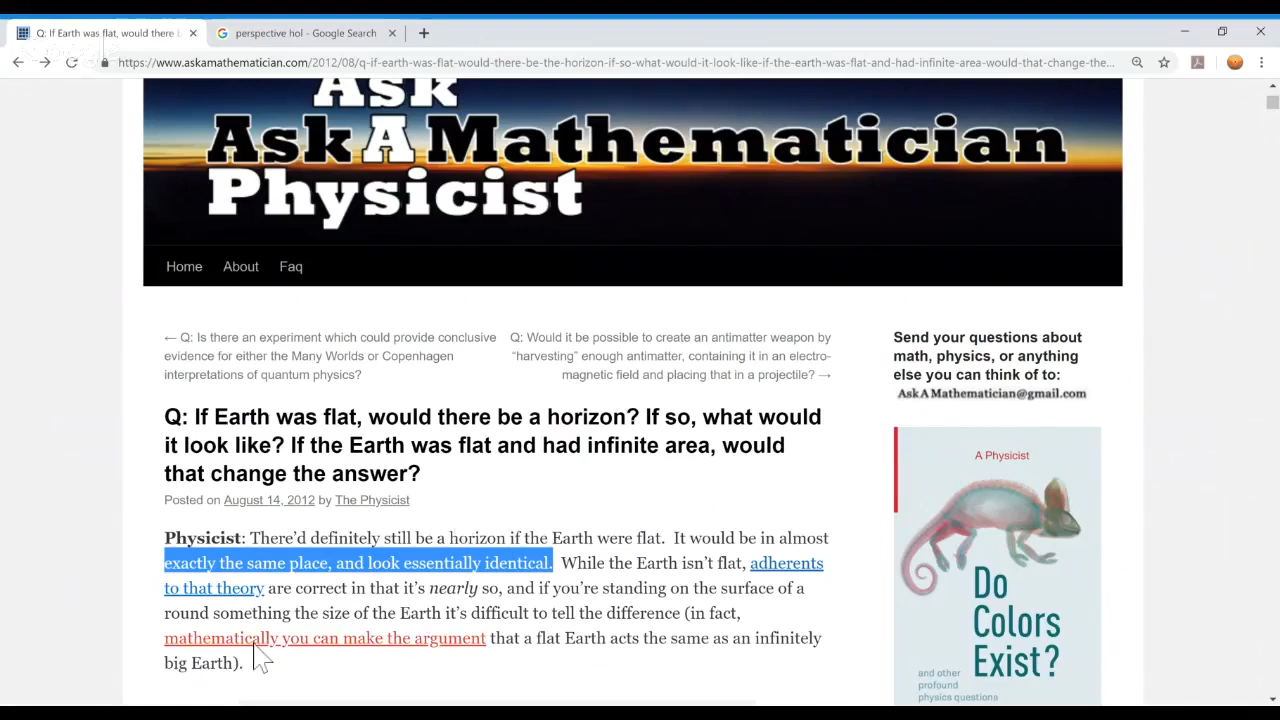 Q: If Earth was flat, would there
perspective hol - Google Search
https://www.askamathematician.com/2012/08/q-if-earth-was-flat-would-there-be-the-horizon-if-so-what-would-it-look-like-if-the-earth-was-flat-and-had-infinite-area-would-that-change-the...
Ask
Ask A Mathematician
Physicist
Home About Faq
← Q: Is there an experiment which could provide conclusive
evidence for either the Many Worlds or Copenhagen
interpretations of quantum physics?
Q: Would it be possible to create an antimatter weapon by
“harvesting” enough antimatter, containing it in an electro-
magnetic field and placing that in a projectile? →
Q: If Earth was flat, would there be a horizon? If so, what would
it look like? If the Earth was flat and had infinite area, would
that change the answer?
Posted on August 14, 2012 by The Physicist
Physicist: There’d definitely still be a horizon if the Earth were flat. It would be in almost
exactly the same place, and look essentially identical. While the Earth isn’t flat, adherents
to that theory are correct in that it’s nearly so, and if you’re standing on the surface of a
round something the size of the Earth it’s difficult to tell the difference (in fact,
mathematically you can make the argument that a flat Earth acts the same as an infinitely
big Earth).
Send your questions about
math, physics, or anything
else you can think of to:
AskAMathematician@gmail.com
A Physicist
Do
Colors
Exist?
and other
profound
physics questions